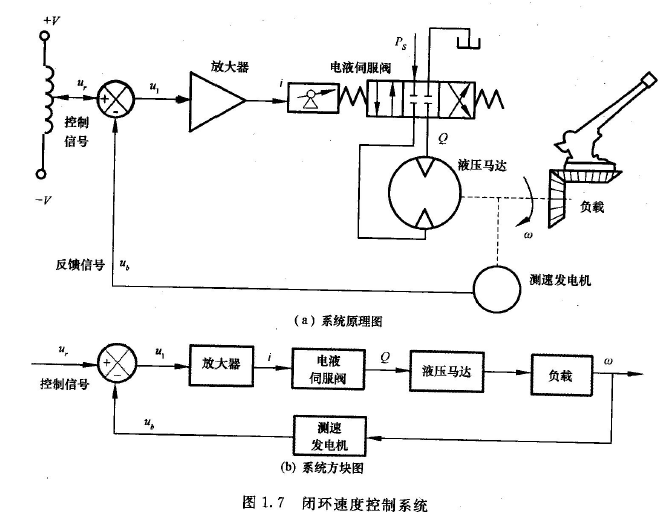 +V
放大器
电液伺服阀
P_S
u_r
+
-
u_1
i
控制
信号
Q
液压马达
-V
ω
负载
反馈信号
u_b
测速发电机
(a) 系统原理图
u_r
+
-
u_1
放大器
i
电液
伺服阀
Q
液压马达
负载
ω
控制信号
u_b
测速
发电机
(b) 系统方块图
图 1.7 闭环速度控制系统